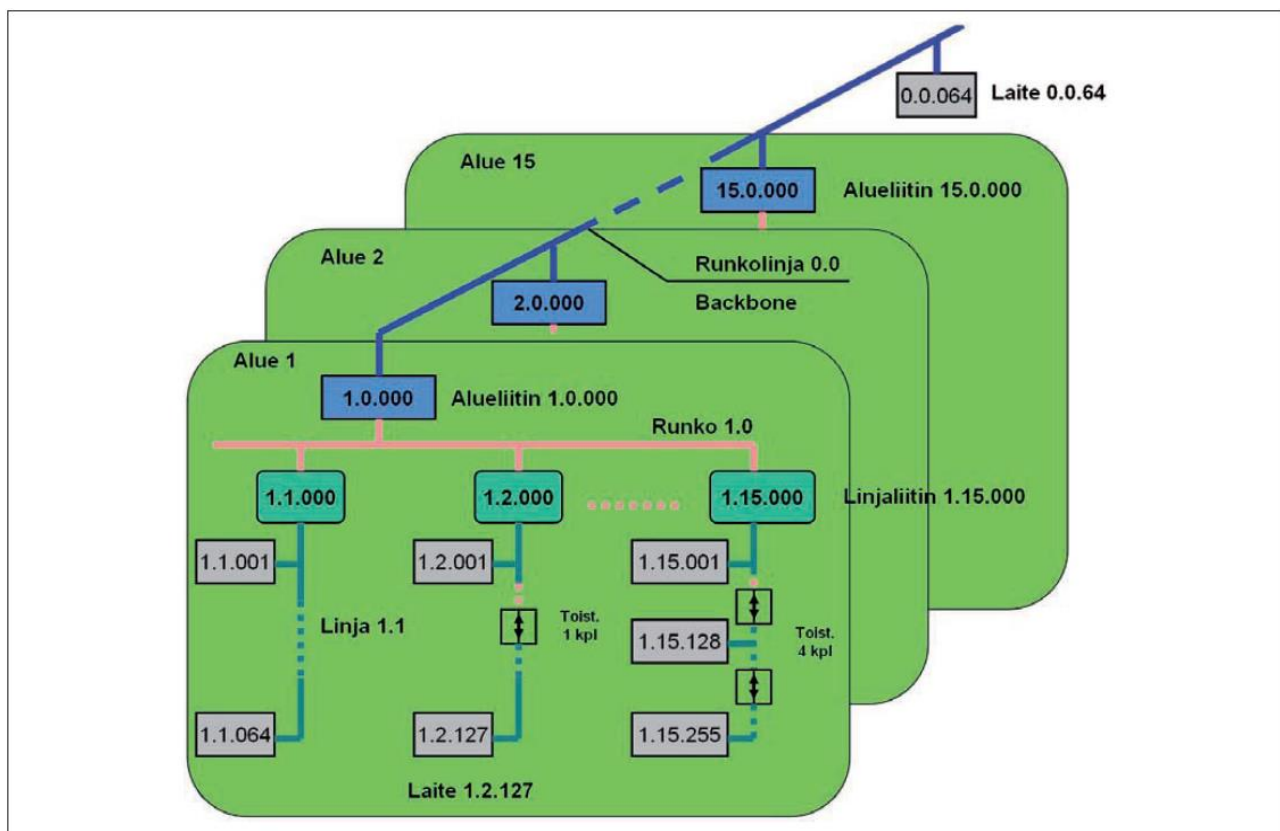 0.0.064
Laite 0.0.64
Alue 15
15.0.000
Alueliitin 15.0.000
Alue 2
Runkolinja 0.0
2.0.000
Backbone
Alue 1
1.0.000
Alueliitin 1.0.000
Runko 1.0
1.1.000
1.2.000
1.15.000
Linjaliitin 1.15.000
1.1.001
1.2.001
1.15.001
Linja 1.1
Toist.
1 kpl
1.15.128
Toist.
4 kpl
1.1.064
1.2.127
1.15.255
Laite 1.2.127